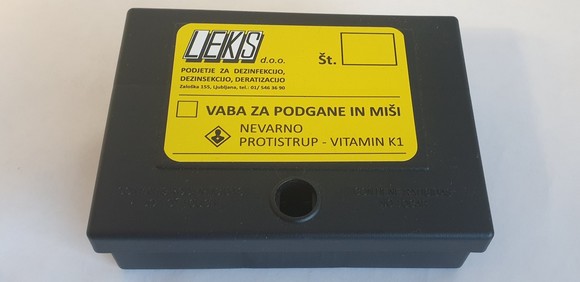 LEKS d.o.o.
Št.
PODJETJE ZA DEZINFEKCIJO,
DEZINSEKCIJO, DERATIZACIJO
Zaloška 155, Ljubljana, tel.: 01/ 546 36 90
VABA ZA PODGANE IN MIŠI
NEVARNO
PROTISTRUP - VITAMIN K1